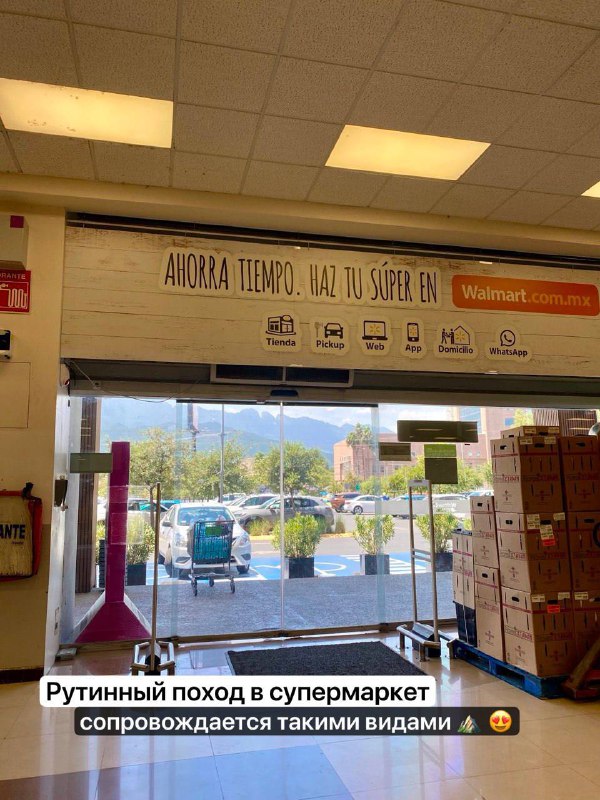 AHORRA TIEMPO. HAZ TU SÚPER EN
Walmart.com.mx
Tienda
Pickup
Web
App
Domicilio
WhatsApp
Рутинный поход в супермаркет
сопровождается такими видами ⛰️ 😍